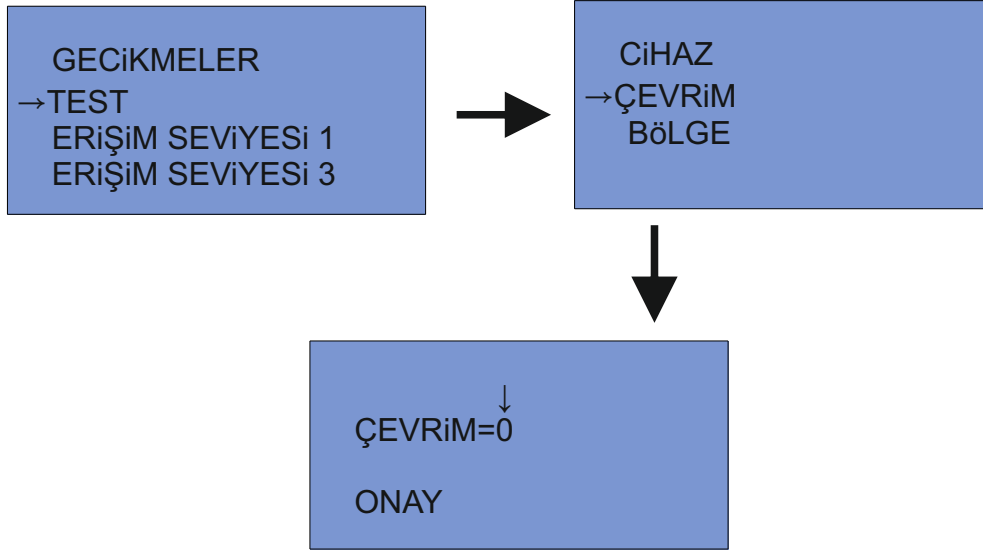 GECiKMELER
→TEST
ERiŞiM SEViYESi 1
ERiŞiM SEViYESi 3
CiHAZ
→ÇEVRiM
BöLGE
↓
ÇEVRiM=0
ONAY